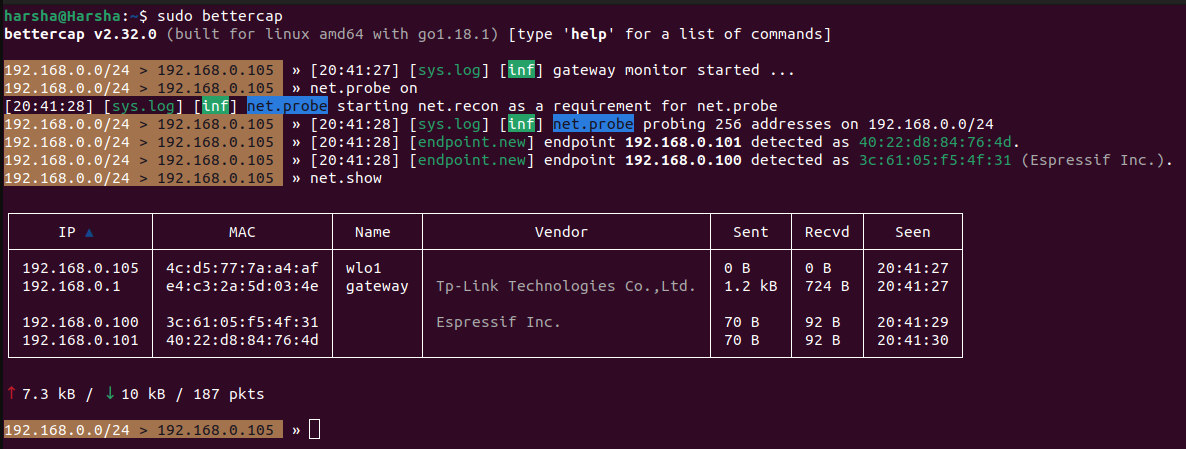 harsha@Harsha:~$ sudo bettercap
bettercap v2.32.0 (built for linux amd64 with go1.18.1) [type 'help' for a list of commands]
192.168.0.0/24 > 192.168.0.105 » [20:41:27] [sys.log] [inf] gateway monitor started ...
192.168.0.0/24 > 192.168.0.105 » net.probe on
[20:41:28] [sys.log] [inf] net.probe starting net.recon as a requirement for net.probe
192.168.0.0/24 > 192.168.0.105 » [20:41:28] [sys.log] [inf] net.probe probing 256 addresses on 192.168.0.0/24
192.168.0.0/24 > 192.168.0.105 » [20:41:28] [endpoint.new] endpoint 192.168.0.101 detected as 40:22:d8:84:76:4d.
192.168.0.0/24 > 192.168.0.105 » [20:41:28] [endpoint.new] endpoint 192.168.0.100 detected as 3c:61:05:f5:4f:31 (Espressif Inc.).
192.168.0.0/24 > 192.168.0.105 » net.show
IP ▲ MAC Name Vendor Sent Recvd Seen
192.168.0.105 4c:d5:77:7a:a4:af wlo1 0 B 0 B 20:41:27
192.168.0.1 e4:c3:2a:5d:03:4e gateway Tp-Link Technologies Co.,Ltd. 1.2 kB 724 B 20:41:27
192.168.0.100 3c:61:05:f5:4f:31 Espressif Inc. 70 B 92 B 20:41:29
192.168.0.101 40:22:d8:84:76:4d 70 B 92 B 20:41:30
↑ 7.3 kB / ↓ 10 kB / 187 pkts
192.168.0.0/24 > 192.168.0.105 »